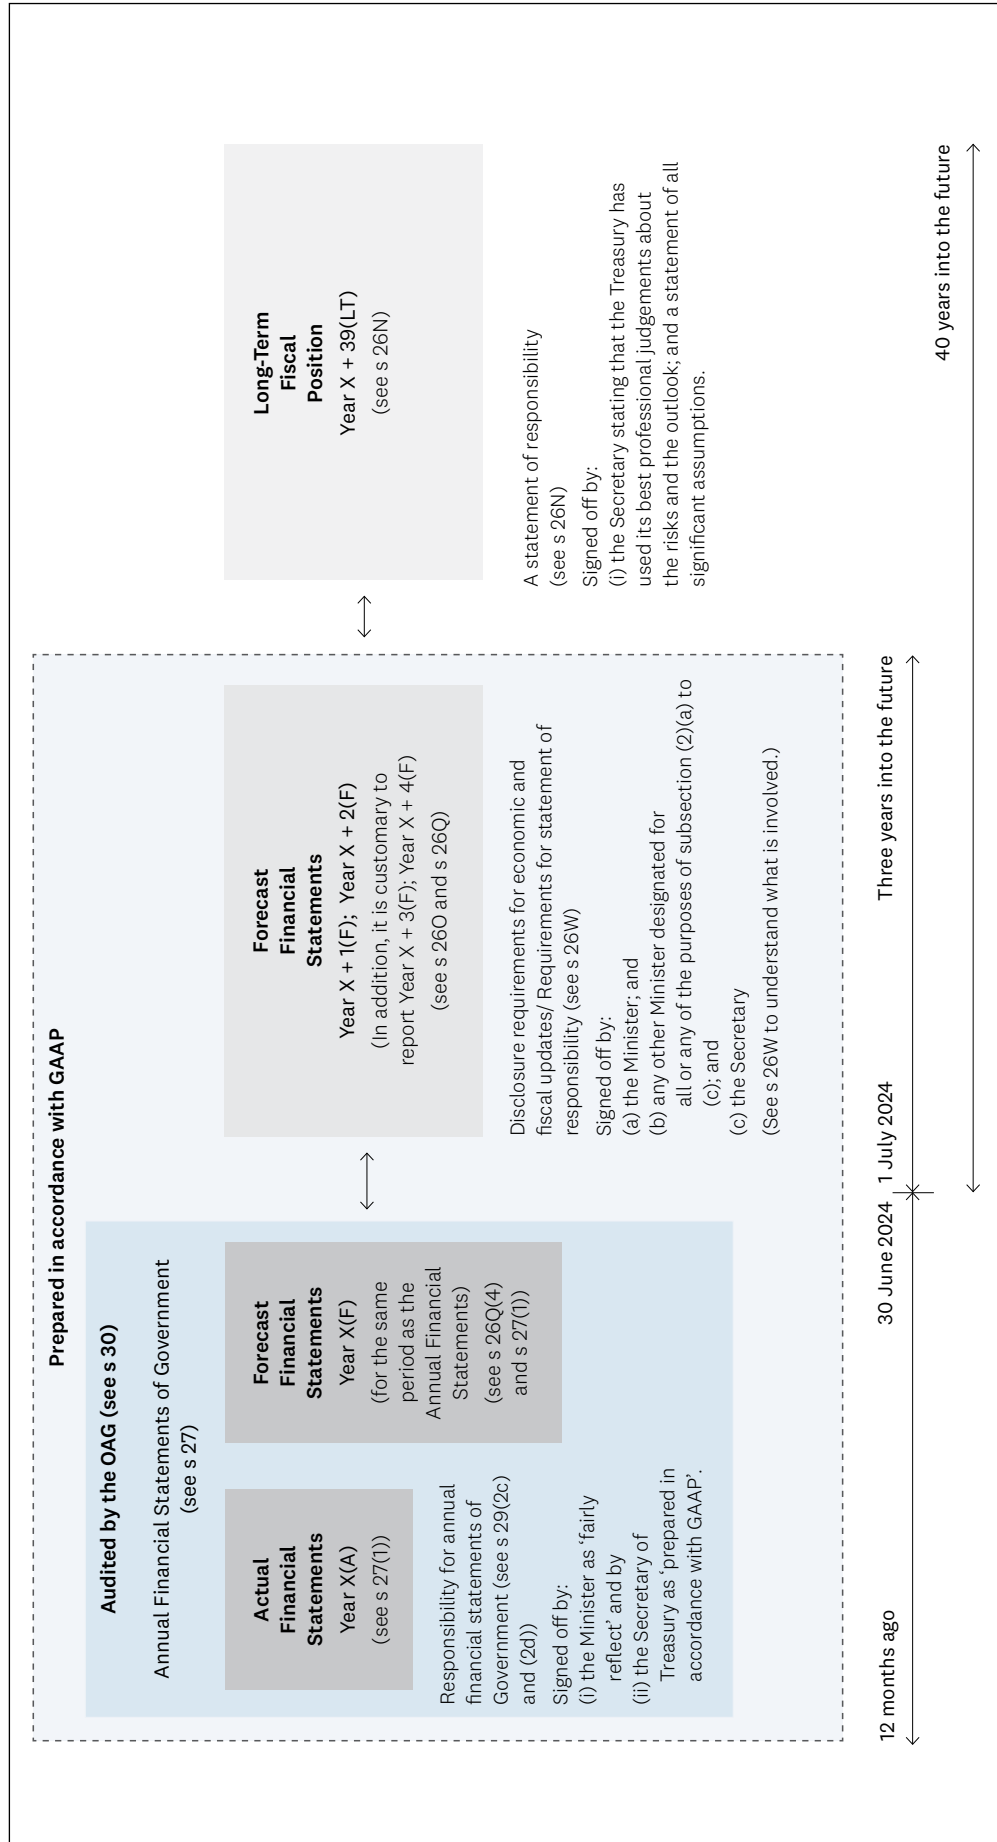 Prepared in accordance with GAAP
Audited by the OAG (see s 30)
Annual Financial Statements of Government
(see s 27)
Actual
Financial
Statements
Year X(A)
(see s 27(1))
Responsibility for annual
financial statements of
Government (see s 29(2c)
and (2d))
Signed off by:
(i) the Minister as ‘fairly
reflect’ and by
(ii) the Secretary of
Treasury as ‘prepared in
accordance with GAAP’.
Forecast
Financial
Statements
Year X(F)
(for the same
period as the
Annual Financial
Statements)
(see s 26Q(4)
and s 27(1))
Forecast
Financial
Statements
Year X + 1(F); Year X + 2(F)
(In addition, it is customary to
report Year X + 3(F); Year X + 4(F)
(see s 26O and s 26Q)
Disclosure requirements for economic and
fiscal updates/ Requirements for statement of
responsibility (see s 26W)
Signed off by:
(a) the Minister; and
(b) any other Minister designated for
all or any of the purposes of subsection (2)(a) to
(c); and
(c) the Secretary
(See s 26W to understand what is involved.)
Long-Term
Fiscal
Position
Year X + 39(LT)
(see s 26N)
A statement of responsibility
(see s 26N)
Signed off by:
(i) the Secretary stating that the Treasury has
used its best professional judgements about
the risks and the outlook; and a statement of all
significant assumptions.
12 months ago
30 June 2024
1 July 2024
Three years into the future
40 years into the future